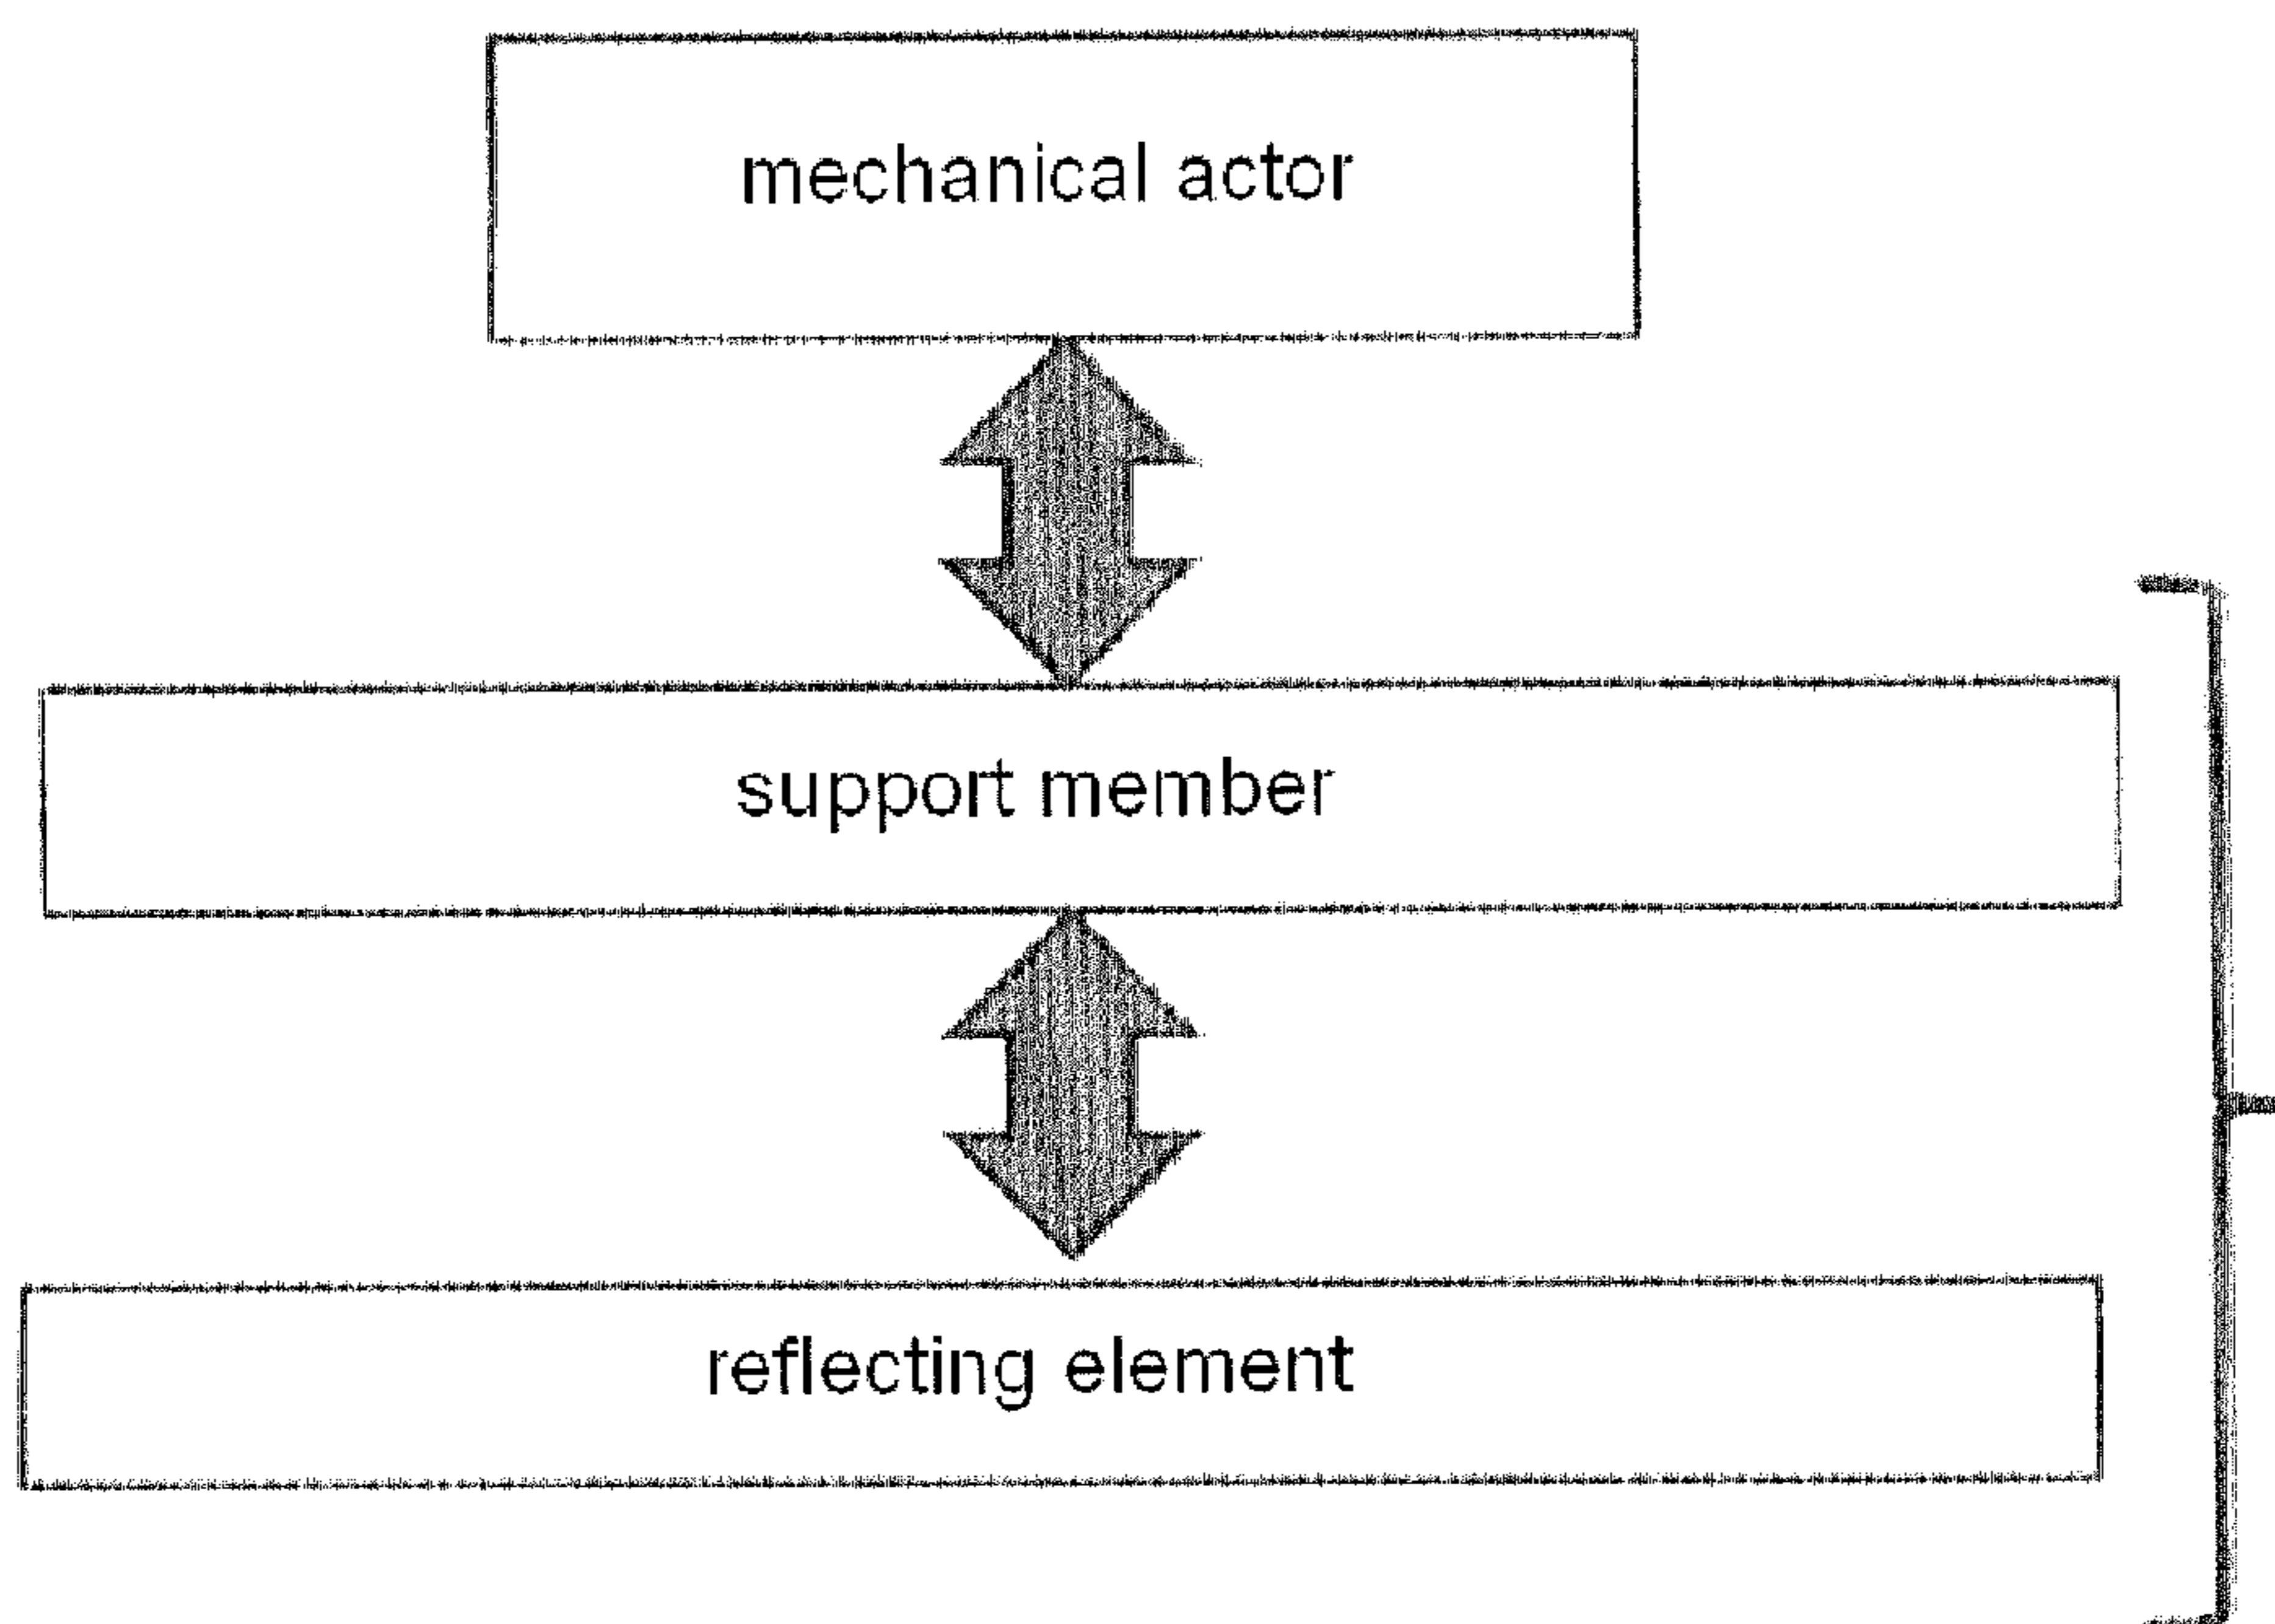 mechanical actor
support member
reflecting element